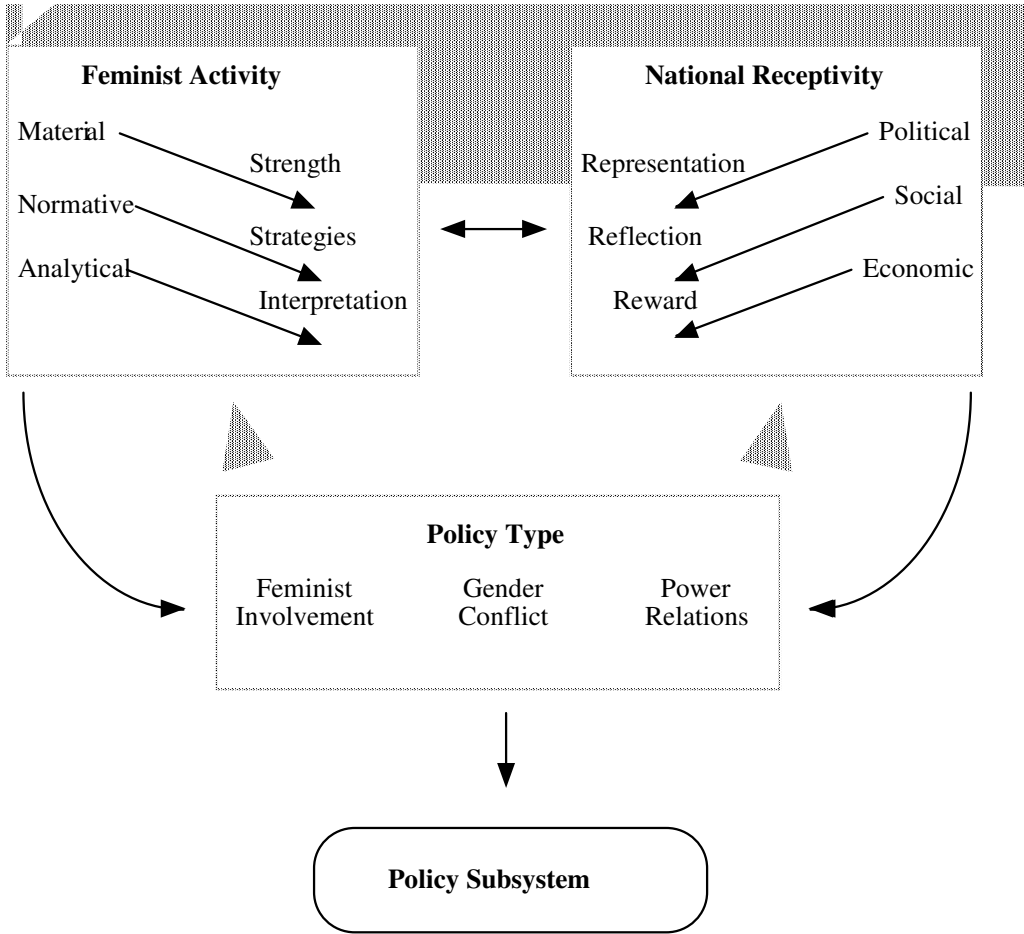 Feminist Activity
Material
Strength
Normative
Strategies
Analytical
Interpretation
National Receptivity
Political
Representation
Social
Reflection
Economic
Reward
Policy Type
Feminist
Involvement
Gender
Conflict
Power
Relations
Policy Subsystem